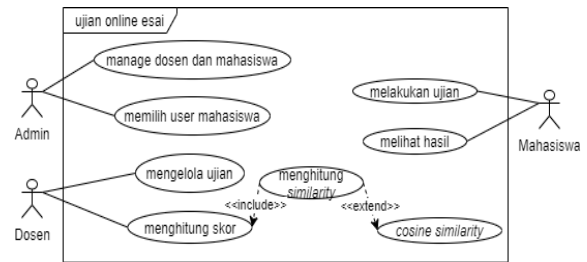 ujian online esai
manage dosen dan mahasiswa
melakukan ujian
memilih user mahasiswa
Admin
melihat hasil
Mahasiswa
mengelola ujian
menghitung
similarity
<<include>>
<<extend>>
Dosen
menghitung skor
cosine similarity